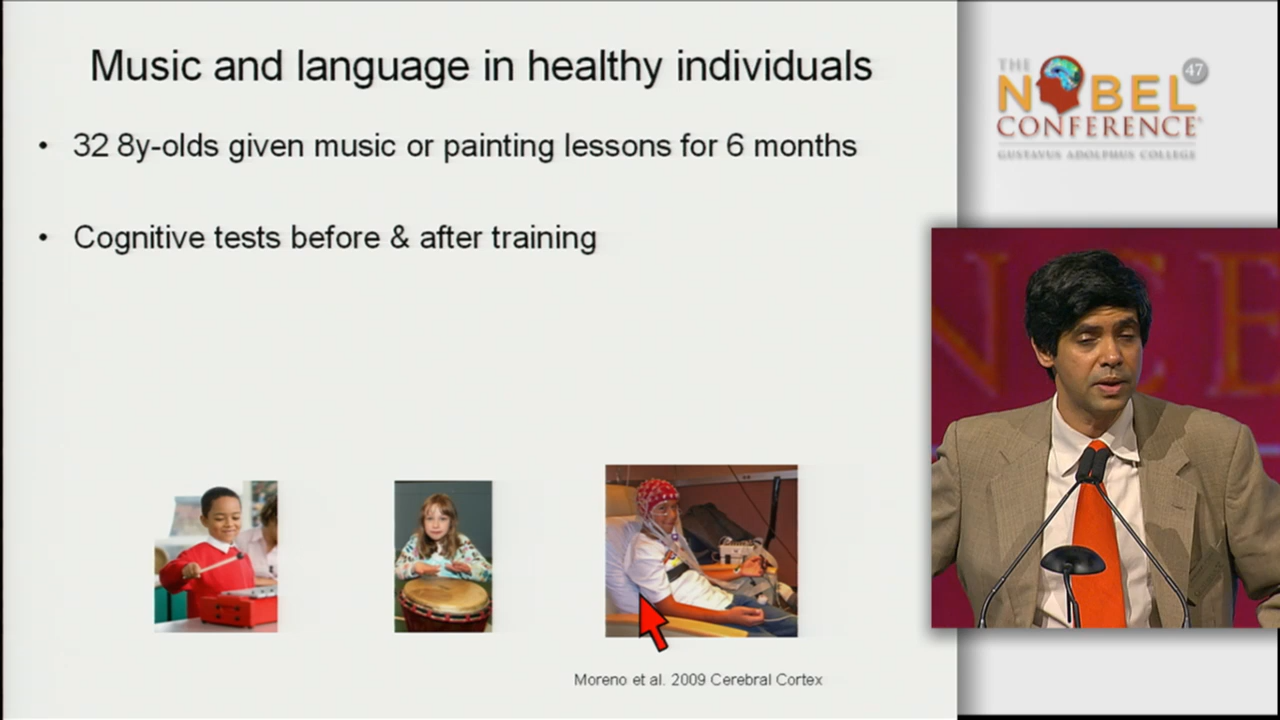 Music and language in healthy individuals
• 32 8y-olds given music or painting lessons for 6 months
• Cognitive tests before & after training
Moreno et al. 2009 Cerebral Cortex
THE
47
NOBEL
CONFERENCE
GUSTAVUS ADOLPHUS COLLEGE
N C E